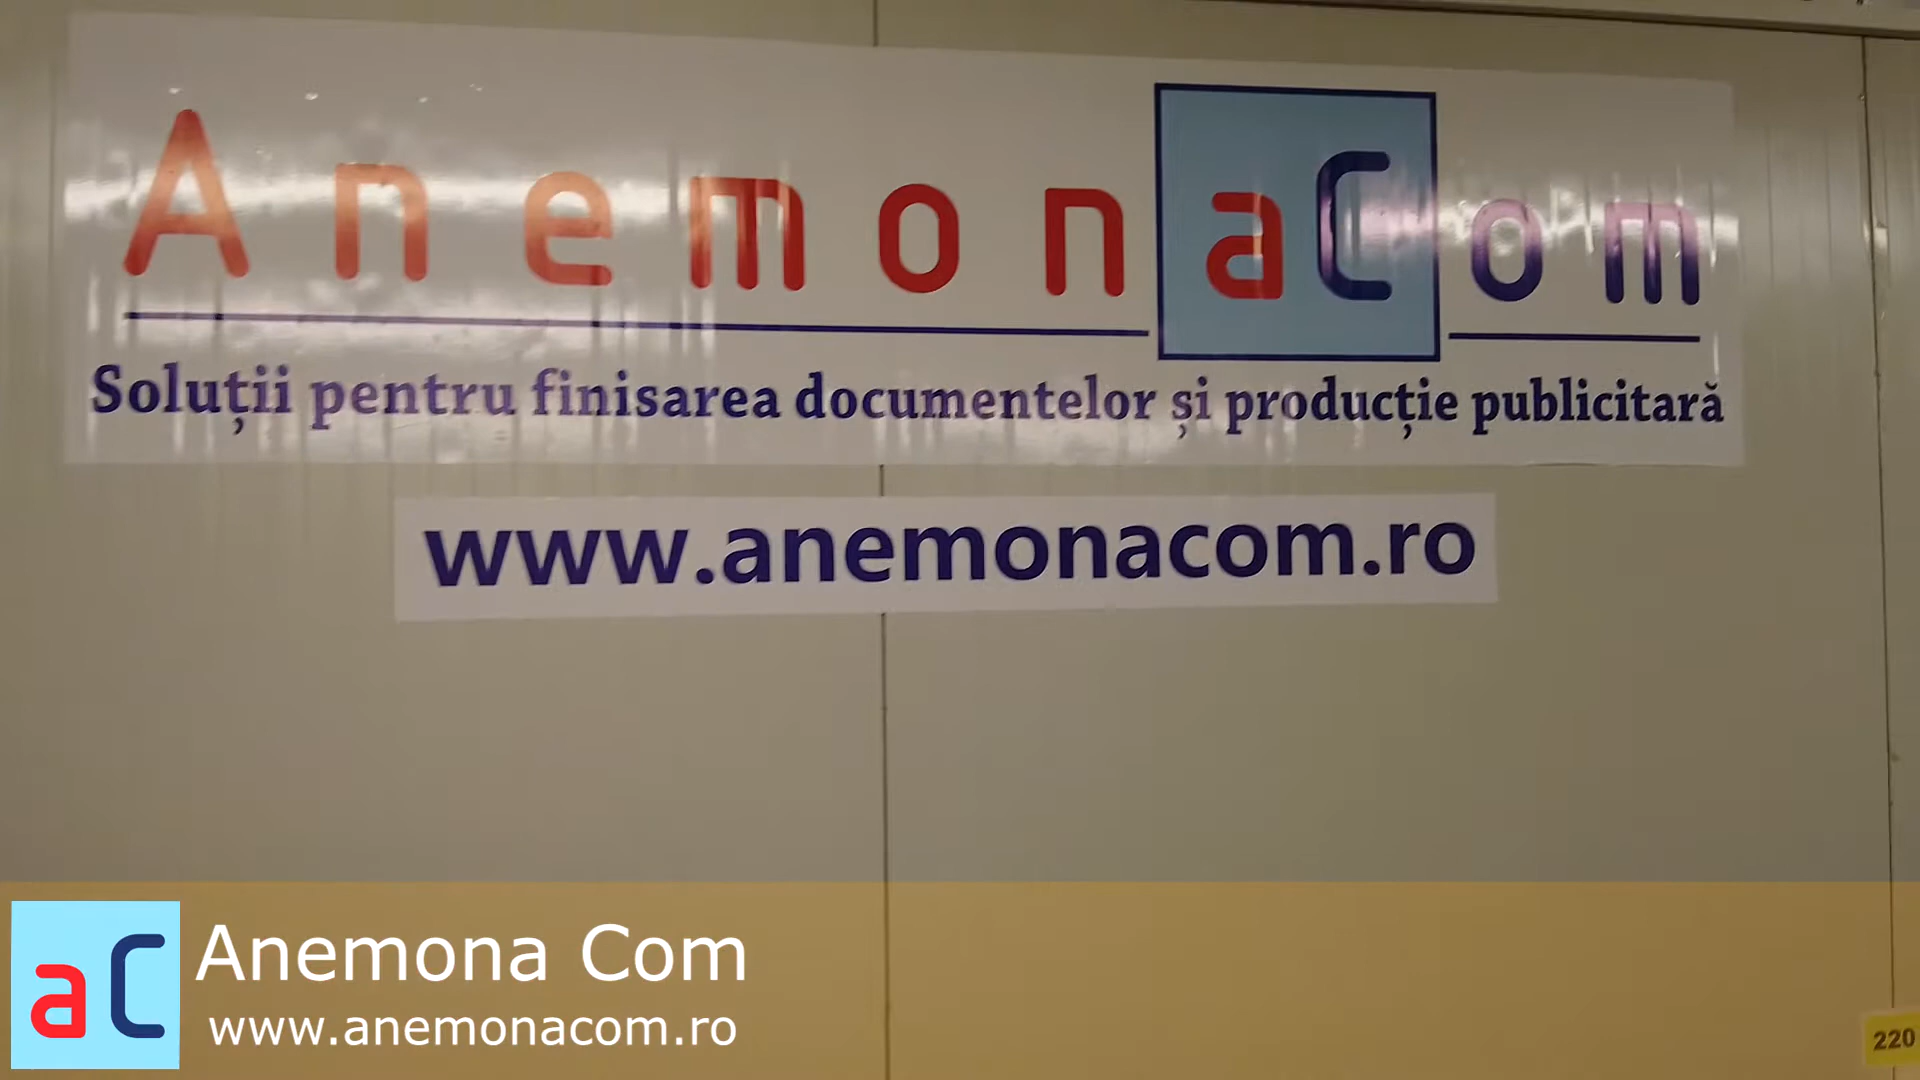 AnemonaCom
Soluții pentru finisarea documentelor și producție publicitară
www.anemonacom.ro
aC
Anemona Com
www.anemonacom.ro
220